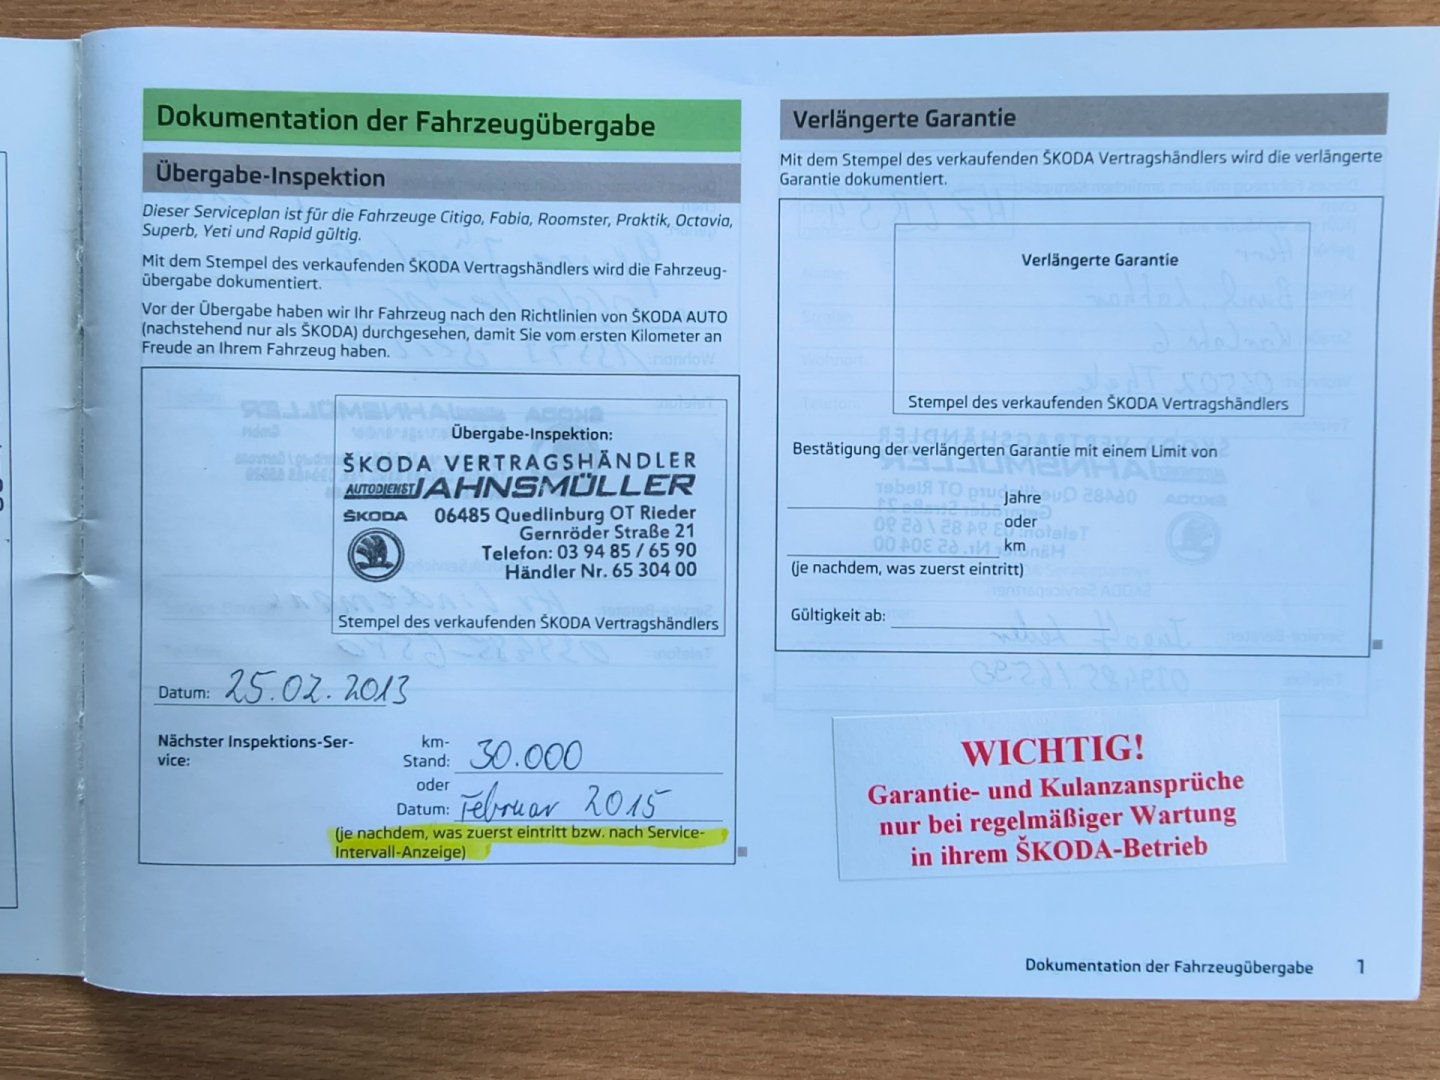 Dokumentation der Fahrzeugübergabe
Übergabe-Inspektion
Dieser Serviceplan ist für die Fahrzeuge Citigo, Fabia, Roomster, Praktik, Octavia,
Superb, Yeti und Rapid gültig.
Mit dem Stempel des verkaufenden ŠKODA Vertragshändlers wird die Fahrzeug-
übergabe dokumentiert.
Vor der Übergabe haben wir Ihr Fahrzeug nach den Richtlinien von ŠKODA AUTO
(nachstehend nur als ŠKODA) durchgesehen, damit Sie vom ersten Kilometer an
Freude an Ihrem Fahrzeug haben.
Übergabe-Inspektion:
ŠKODA VERTRAGSHÄNDLER
AUTODIENST JAHNSMÜLLER
ŠKODA 06485 Quedlinburg OT Rieder
Gernröder Straße 21
Telefon: 03 94 85 / 65 90
Händler Nr. 65 304 00
Stempel des verkaufenden ŠKODA Vertragshändlers
Datum: 25.02.2013
Nächster Inspektions-Ser-
vice:
km-
Stand: 30.000
oder
Datum: Februar 2015
(je nachdem, was zuerst eintritt bzw. nach Service-
Intervall-Anzeige)
Verlängerte Garantie
Mit dem Stempel des verkaufenden ŠKODA Vertragshändlers wird die verlängerte
Garantie dokumentiert.
Verlängerte Garantie
Stempel des verkaufenden ŠKODA Vertragshändlers
Bestätigung der verlängerten Garantie mit einem Limit von
Jahre
oder
km
(je nachdem, was zuerst eintritt)
Gültigkeit ab:
WICHTIG!
Garantie- und Kulanzansprüche
nur bei regelmäßiger Wartung
in ihrem ŠKODA-Betrieb
Dokumentation der Fahrzeugübergabe 1